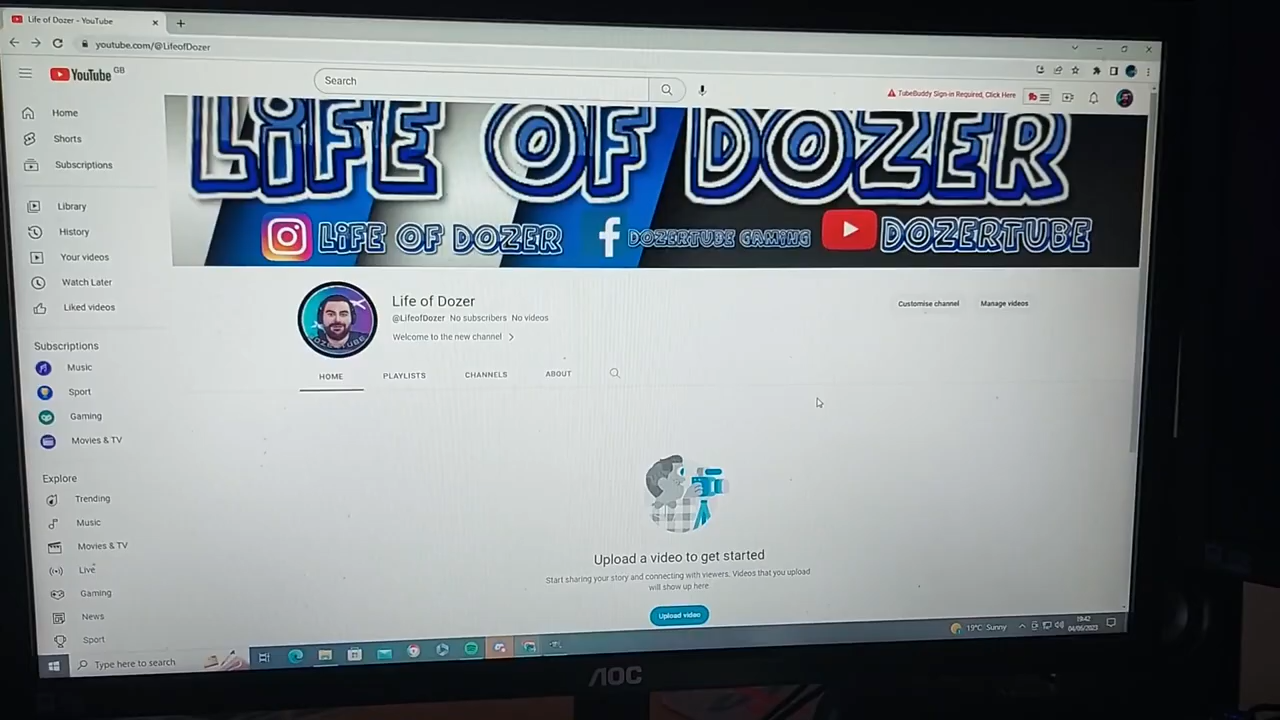 Life of Dozer - YouTube
youtube.com/@LifeofDozer
YouTube GB
Search
TubeBuddy Sign-in Required, Click Here
Home
Shorts
Subscriptions
Library
History
Your videos
Watch Later
Liked videos
Subscriptions
Music
Sport
Gaming
Movies & TV
Explore
Trending
Music
Movies & TV
Live
Gaming
News
Sport
LiFE OF DOZER
LiFE OF DOZER
DOZERTUBE GAMING
DOZERTUBE
Life of Dozer
@LifeofDozer No subscribers No videos
Welcome to the new channel
Customise channel
Manage videos
HOME
PLAYLISTS
CHANNELS
ABOUT
Upload a video to get started
Start sharing your story and connecting with viewers. Videos that you upload
will show up here.
Upload video
Type here to search
19°C Sunny
19:42
04/06/2023
AOC